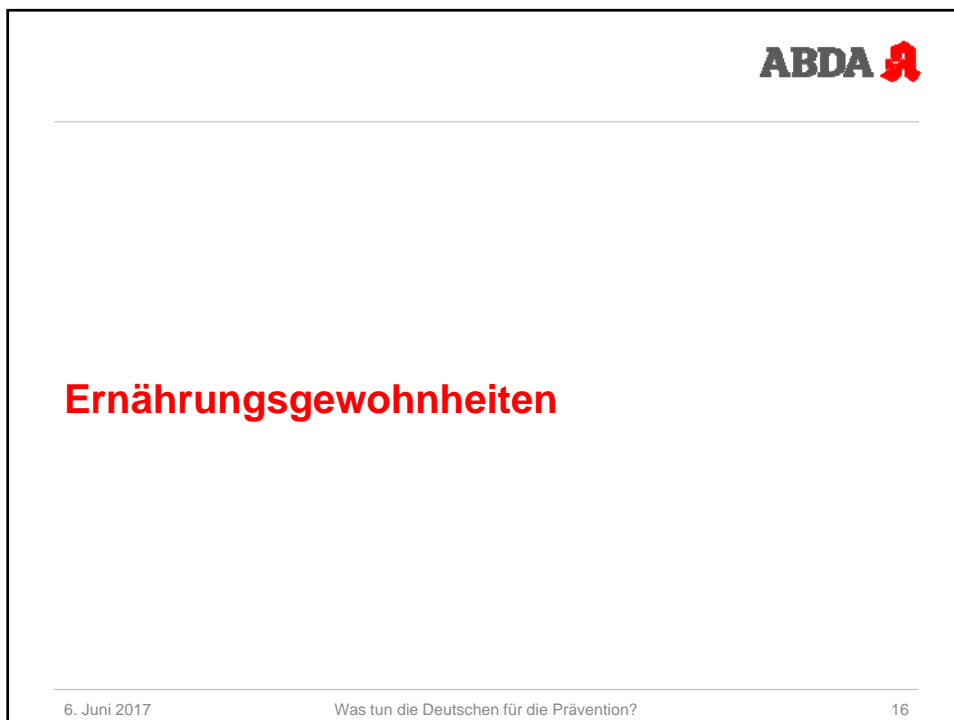 ABDA
Ernährungsgewohnheiten
6. Juni 2017 Was tun die Deutschen für die Prävention? 16